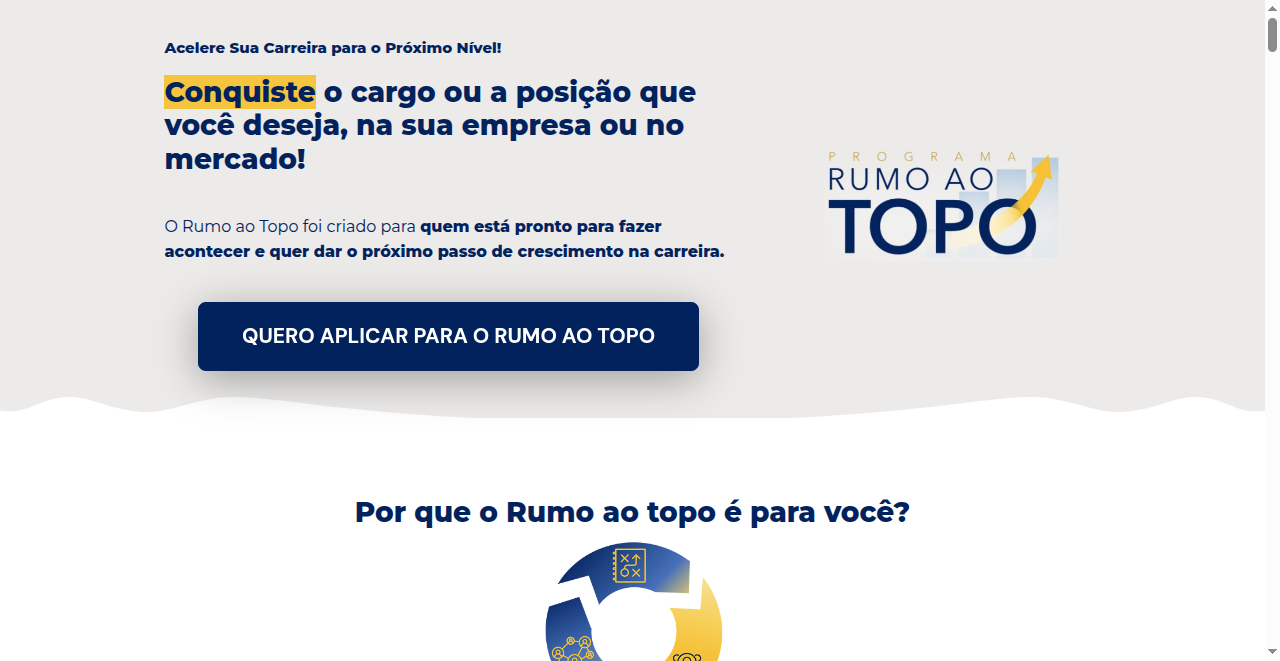 Acelere Sua Carreira para o Próximo Nível!
Conquiste o cargo ou a posição que
você deseja, na sua empresa ou no
mercado!
O Rumo ao Topo foi criado para quem está pronto para fazer
acontecer e quer dar o próximo passo de crescimento na carreira.
QUERO APLICAR PARA O RUMO AO TOPO
PROGRAMA
RUMO AO
TOPO
Por que o Rumo ao topo é para você?